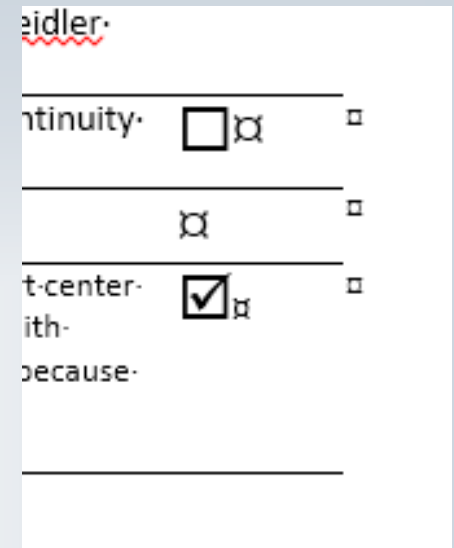 eidler·
ntinuity· ☐¤ ¤
¤ ¤
t·center· ☑¤ ¤
ith·
because·